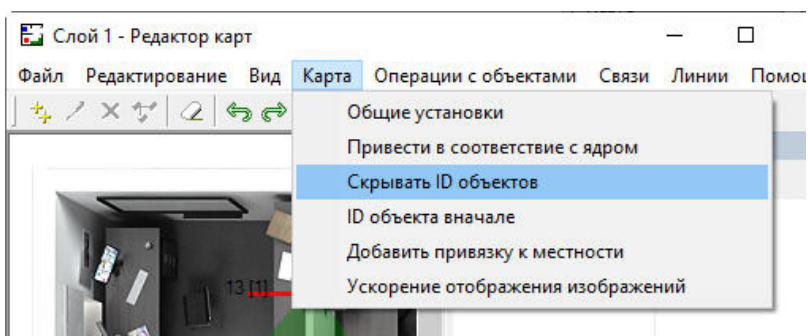 Слой 1 - Редактор карт
Файл Редактирование Вид Карта Операции с объектами Связи Линии
Общие установки
Привести в соответствие с ядром
Скрывать ID объектов
ID объекта вначале
Добавить привязку к местности
Ускорение отображения изображений
13 [1]